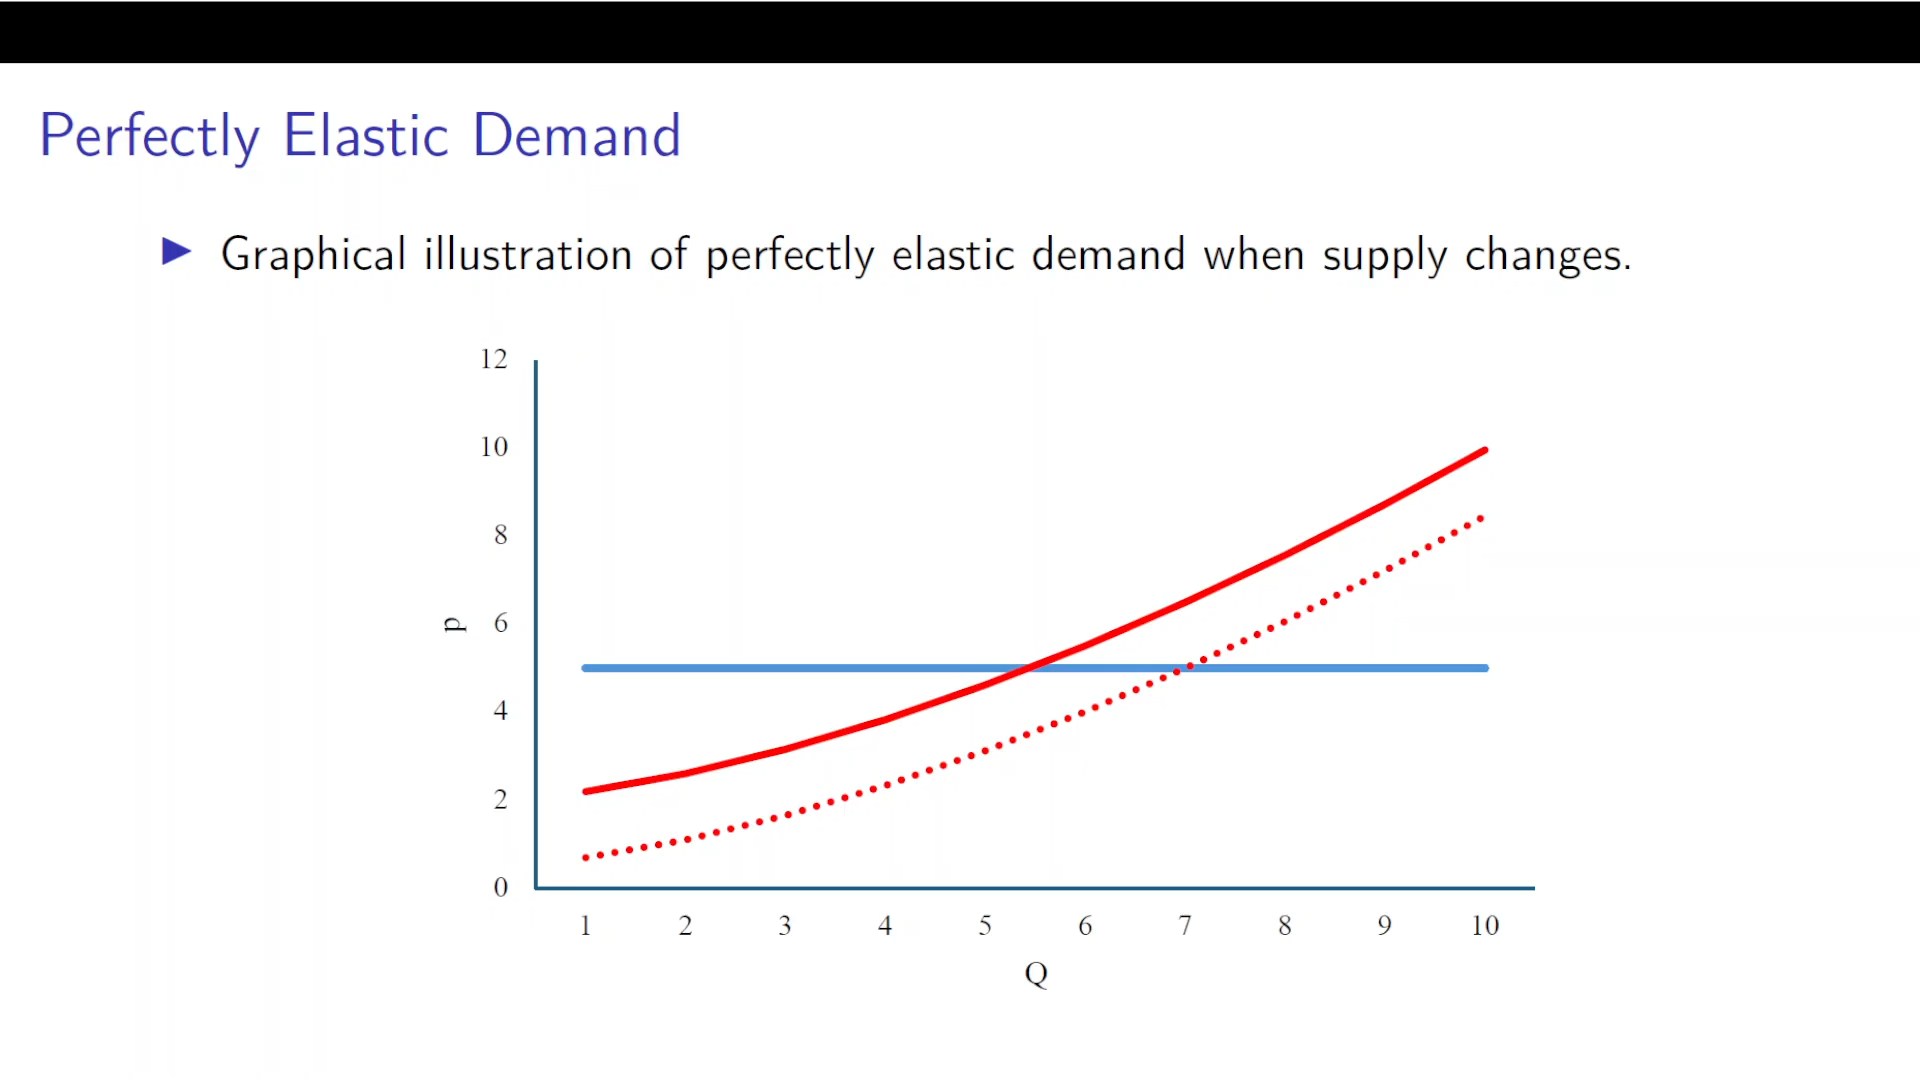 Perfectly Elastic Demand
▶ Graphical illustration of perfectly elastic demand when supply changes.
12
10
8
6
4
2
0
p
1 2 3 4 5 6 7 8 9 10
Q